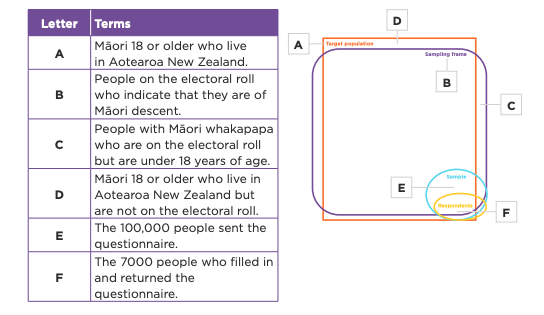 Letter Terms
A Māori 18 or older who live
in Aotearoa New Zealand.
B People on the electoral roll
who indicate that they are of
Māori descent.
C People with Māori whakapapa
who are on the electoral roll
but are under 18 years of age.
D Māori 18 or older who live in
Aotearoa New Zealand but
are not on the electoral roll.
E The 100,000 people sent the
questionnaire.
F The 7000 people who filled in
and returned the
questionnaire.
D
A
Target population
Sampling frame
B
C
Sample
E
Respondents
F